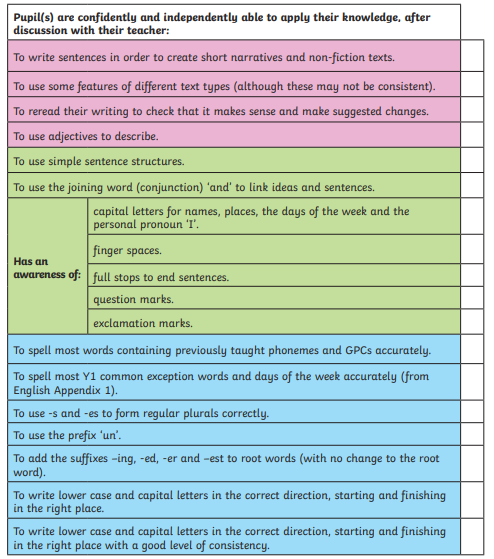 Pupil(s) are confidently and independently able to apply their knowledge, after
discussion with their teacher:
To write sentences in order to create short narratives and non-fiction texts.
To use some features of different text types (although these may not be consistent).
To reread their writing to check that it makes sense and make suggested changes.
To use adjectives to describe.
To use simple sentence structures.
To use the joining word (conjunction) ‘and’ to link ideas and sentences.
Has an
awareness of:
capital letters for names, places, the days of the week and the
personal pronoun ‘I’.
finger spaces.
full stops to end sentences.
question marks.
exclamation marks.
To spell most words containing previously taught phonemes and GPCs accurately.
To spell most Y1 common exception words and days of the week accurately (from
English Appendix 1).
To use -s and -es to form regular plurals correctly.
To use the prefix ‘un’.
To add the suffixes –ing, -ed, -er and –est to root words (with no change to the root
word).
To write lower case and capital letters in the correct direction, starting and finishing
in the right place.
To write lower case and capital letters in the correct direction, starting and finishing
in the right place with a good level of consistency.